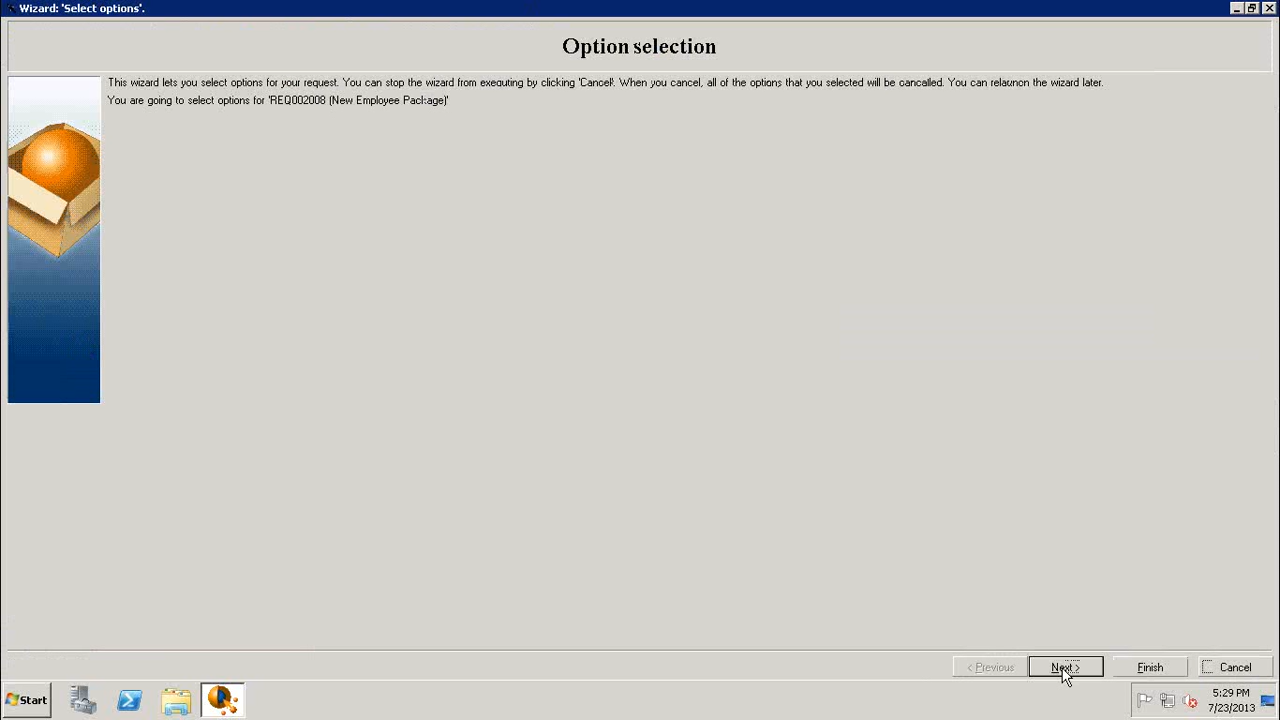 Wizard: 'Select options'.
Option selection
This wizard lets you select options for your request. You can stop the wizard from executing by clicking 'Cancel'. When you cancel, all of the options that you selected will be cancelled. You can relaunch the wizard later.
You are going to select options for 'REQ002008 (New Employee Package)'
< Previous
Next >
Finish
Cancel
Start
5:29 PM
7/23/2013